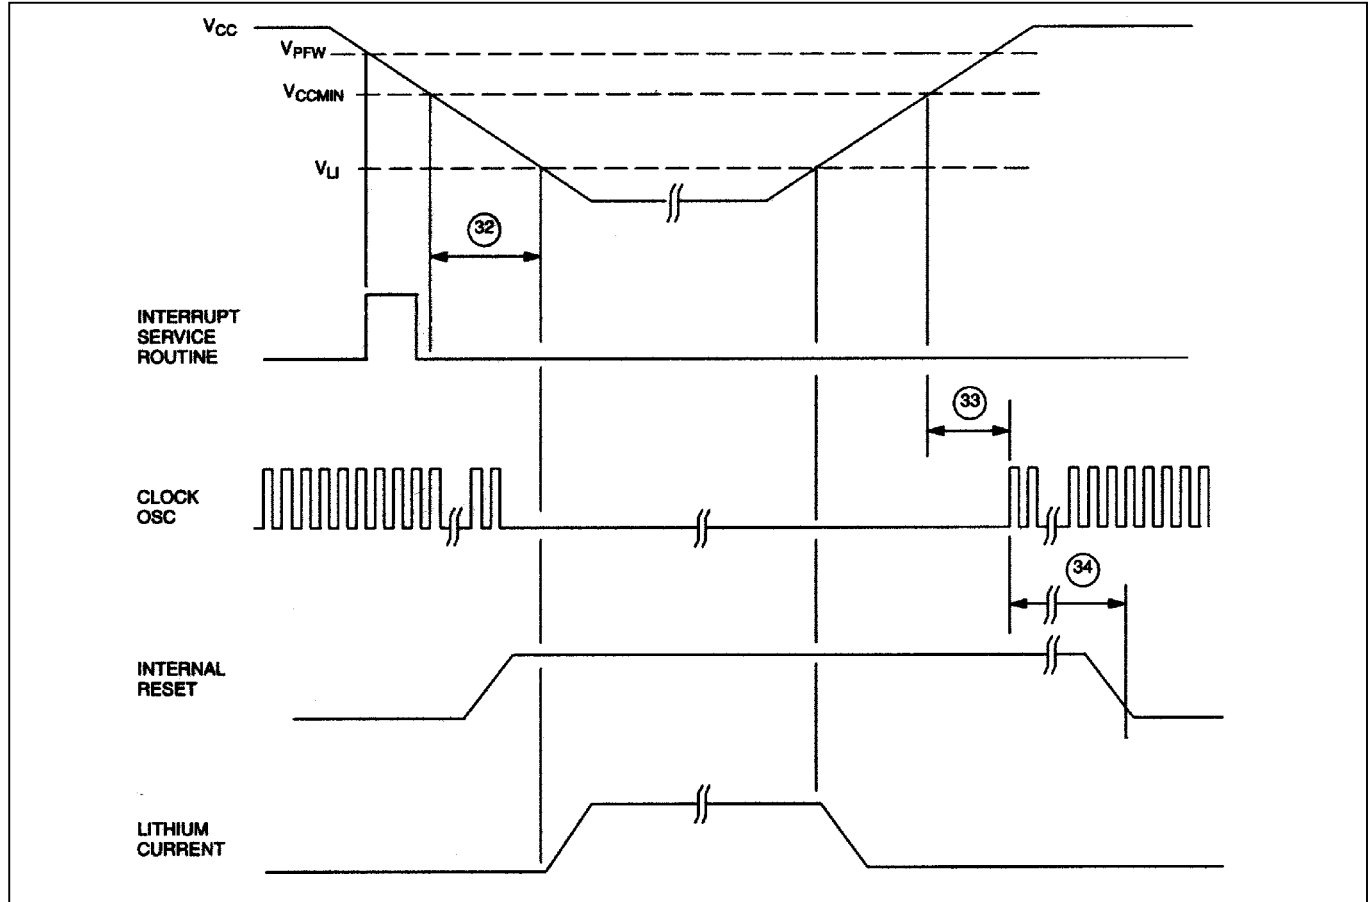 VCC
VPFW
VCCMIN
VLI
32
INTERRUPT
SERVICE
ROUTINE
33
CLOCK
OSC
34
INTERNAL
RESET
LITHIUM
CURRENT